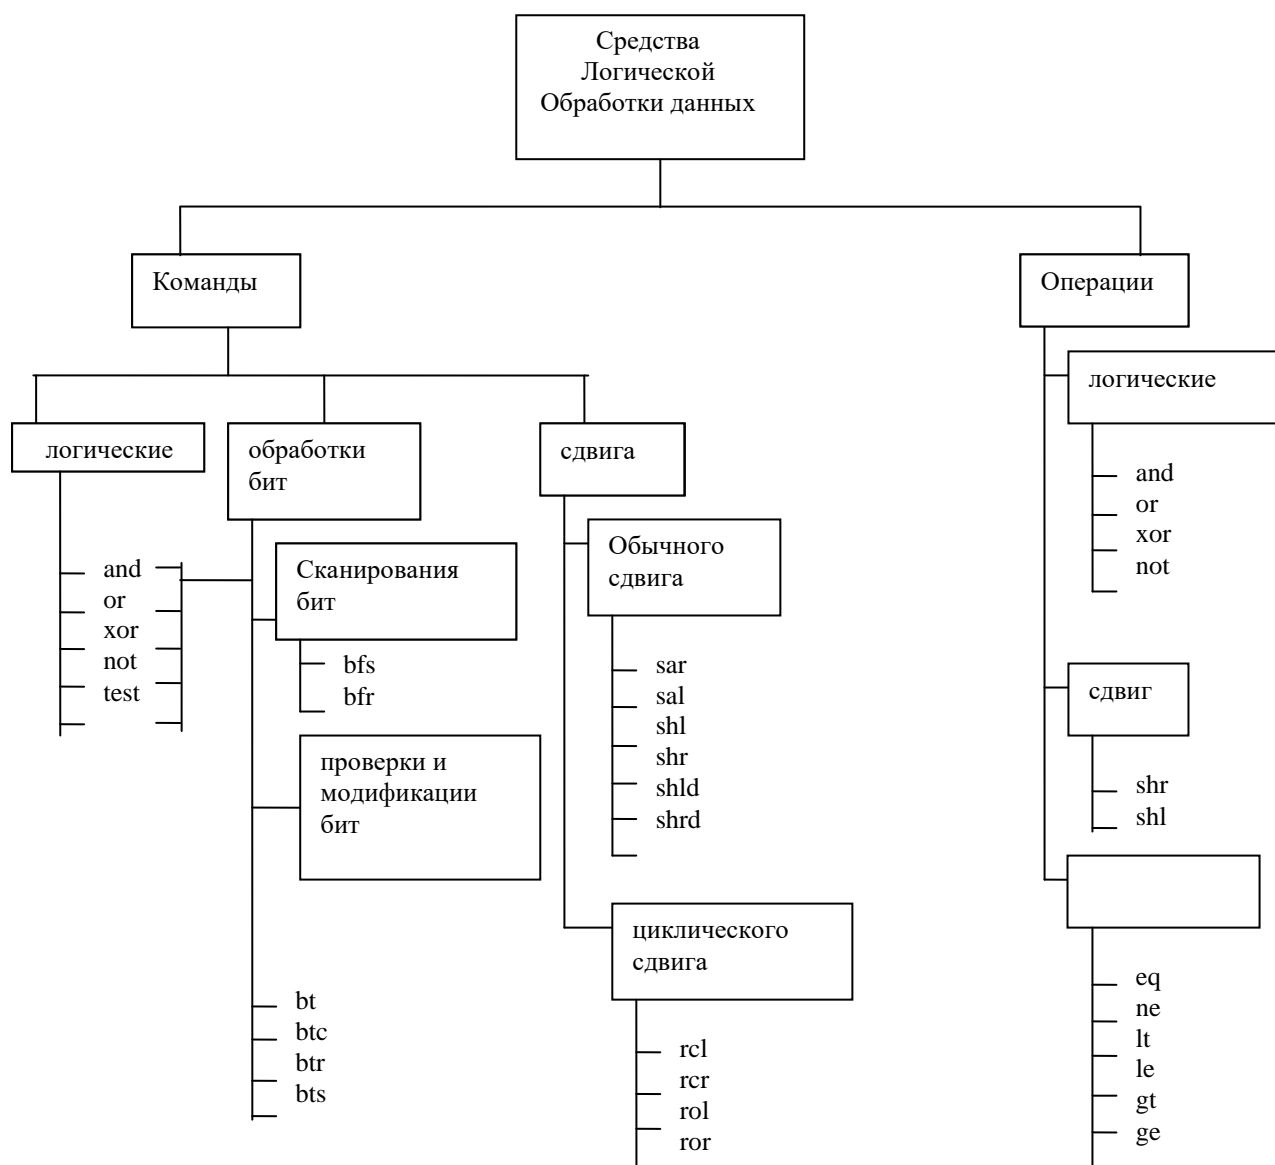 Средства
Логической
Обработки данных
Команды
Операции
логические
обработки
бит
сдвига
логические
and
or
xor
not
test
Сканирования
бит
bfs
bfr
проверки и
модификации
бит
bt
btc
btr
bts
Обычного
сдвига
sar
sal
shl
shr
shld
shrd
циклического
сдвига
rcl
rcr
rol
ror
and
or
xor
not
сдвиг
shr
shl
eq
ne
lt
le
gt
ge